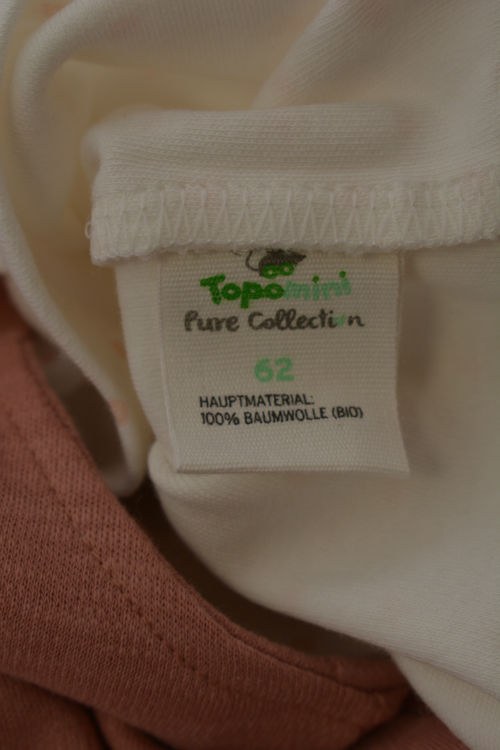 Topomini
Pure Collection
62
HAUPTMATERIAL:
100% BAUMWOLLE (BIO)